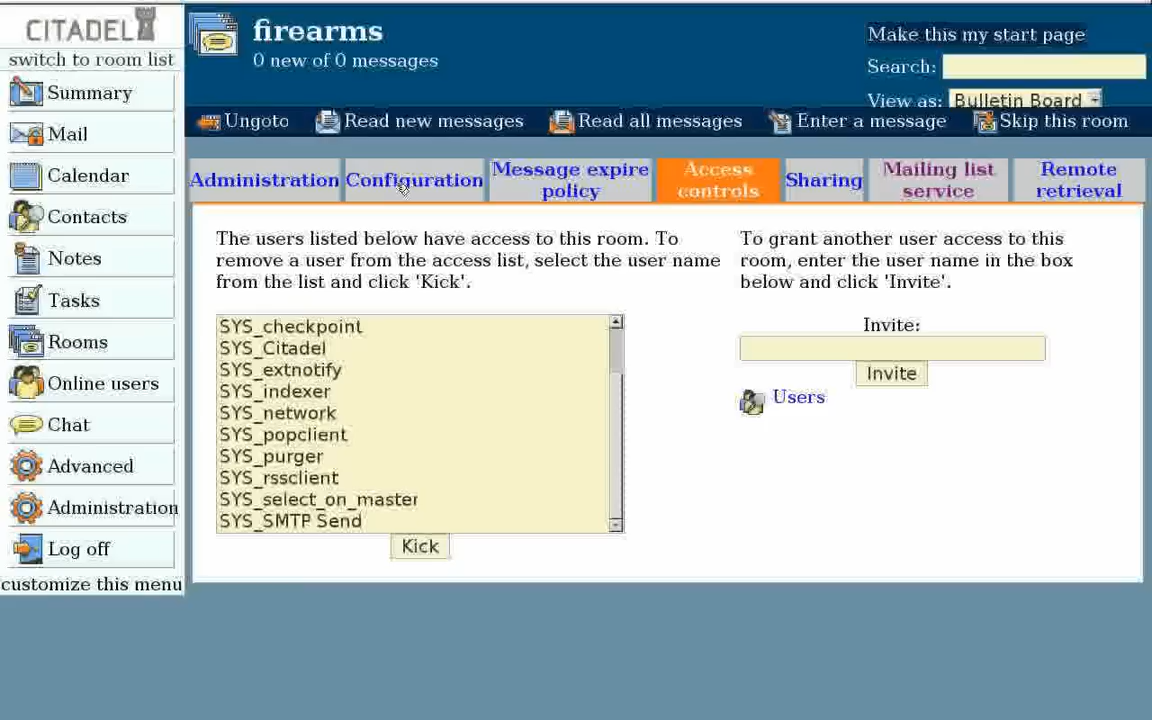 CITADEL
switch to room list
Summary
Mail
Calendar
Contacts
Notes
Tasks
Rooms
Online users
Chat
Advanced
Administration
Log off
customize this menu
firearms
0 new of 0 messages
Make this my start page
Search:
View as: Bulletin Board
Ungoto Read new messages Read all messages Enter a message Skip this room
Administration Configuration Message expire policy Access controls Sharing Mailing list service Remote retrieval
The users listed below have access to this room. To
remove a user from the access list, select the user name
from the list and click 'Kick'.
SYS_checkpoint
SYS_Citadel
SYS_extnotify
SYS_indexer
SYS_network
SYS_popclient
SYS_purger
SYS_rssclient
SYS_select_on_master
SYS_SMTP Send
Kick
To grant another user access to this
room, enter the user name in the box
below and click 'Invite'.
Invite:
Invite
Users